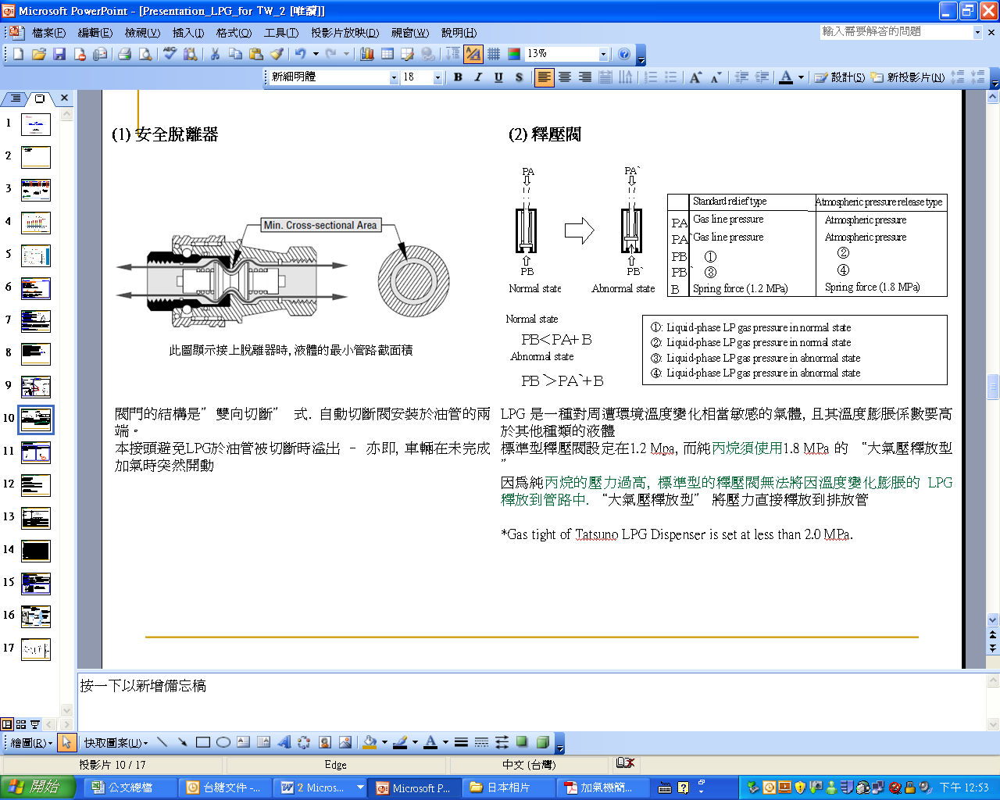 Microsoft PowerPoint - [Presentation_LPG_for TW_2 [唯讀]]
檔案(F) 編輯(E) 檢視(V) 插入(I) 格式(O) 工具(T) 投影片放映(D) 視窗(W) 說明(H)
輸入需要解答的問題
13%
新細明體 18 B I U S 設計(S) 新投影片(N)
(1) 安全脫離器
(2) 釋壓閥
Min. Cross-sectional Area
此圖顯示接上脫離器時, 液體的最小管路截面積
PA PA`
PB PB`
Normal state Abnormal state
Standard relief type Atmospheric pressure release type
PA Gas line pressure Atmospheric pressure
PA` Gas line pressure Atmospheric pressure
PB ① ②
PB` ③ ④
B Spring force (1.2 MPa) Spring force (1.8 MPa)
Normal state
PB<PA+B
Abnormal state
PB`>PA`+B
①: Liquid-phase LP gas pressure in normal state
②: Liquid-phase LP gas pressure in normal state
③: Liquid-phase LP gas pressure in abnormal state
④: Liquid-phase LP gas pressure in abnormal state
閥門的結構是” 雙向切斷” 式. 自動切斷閥安裝於油管的兩
端。
本接頭避免LPG於油管被切斷時溢出 – 亦即, 車輛在未完成
加氣時突然開動
LPG 是一種對周遭環境溫度變化相當敏感的氣體, 且其溫度膨脹係數要高
於其他種類的液體
標準型釋壓閥設定在1.2 Mpa, 而純丙烷須使用1.8 MPa 的 “大氣壓釋放型
”
因為純丙烷的壓力過高, 標準型的釋壓閥無法將因溫度變化膨脹的 LPG
釋放到管路中. “大氣壓釋放型” 將壓力直接釋放到排放管
*Gas tight of Tatsuno LPG Dispenser is set at less than 2.0 MPa.
1
2
3
4
5
6
7
8
9
10
11
12
13
14
15
16
17
按一下以新增備忘稿
繪圖(R) 快取圖案(U)
投影片 10 / 17 Edge 中文 (台灣)
開始 公文總檔 台糖文件 -... 2 Micros... Microsoft P... 日本相片 加氣機簡... 下午 12:53